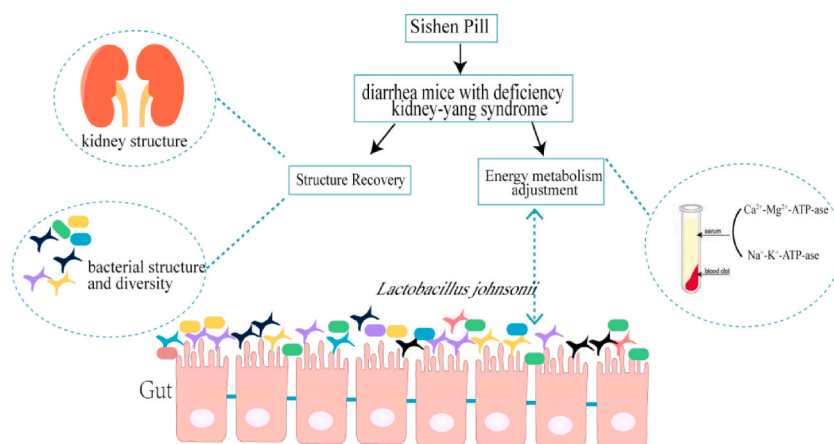 Sishen Pill
diarrhea mice with deficiency
kidney-yang syndrome
kidney structure
Structure Recovery
Energy metabolism
adjustment
Ca²⁺-Mg²⁺-ATP-ase
serum
Na⁺-K⁺-ATP-ase
blood clot
bacterial structure
and diversity
Lactobacillus johnsonii
Gut